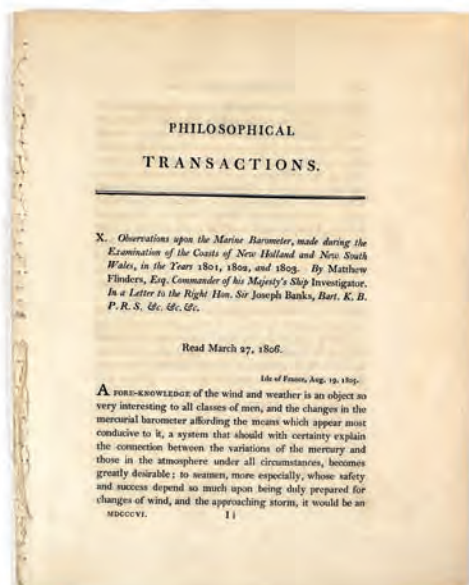 PHILOSOPHICAL
TRANSACTIONS.
X. Observations upon the Marine Barometer, made during the
Examination of the Coasts of New Holland and New South
Wales, in the Years 1801, 1802, and 1803. By Matthew
Flinders, Esq. Commander of his Majesty's Ship Investigator.
In a Letter to the Right Hon. Sir Joseph Banks, Bart. K. B.
P. R. S. &c. &c. &c.
Read March 27, 1806.
Isle of France, Aug. 19, 1805.
A FORE-KNOWLEDGE of the wind and weather is an object so
very interesting to all classes of men, and the changes in the
mercurial barometer affording the means which appear most
conducive to it, a system that should with certainty explain
the connection between the variations of the mercury and
those in the atmosphere under all circumstances, becomes
greatly desirable; to seamen, more especially, whose safety
and success depend so much upon being duly prepared for
changes of wind, and the approaching storm, it would be an
MDCCCVI. I i